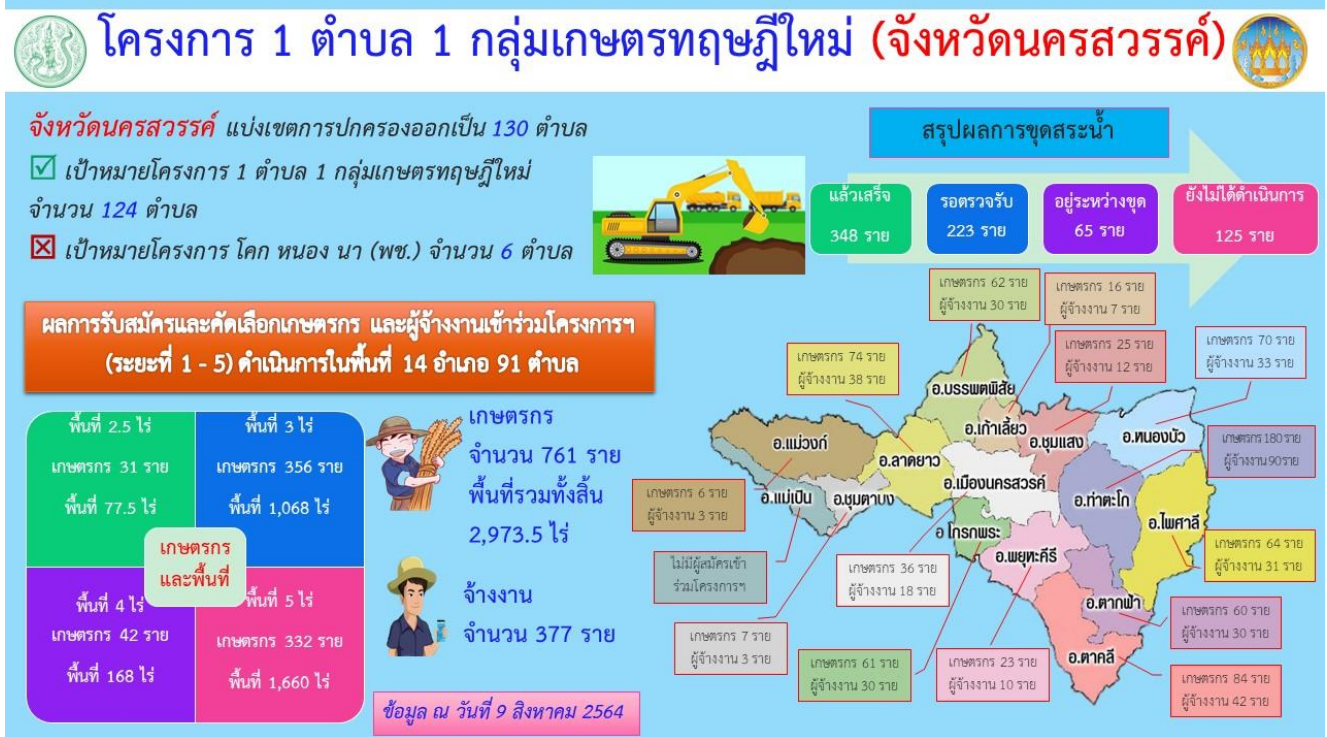 โครงการ 1 ตำบล 1 กลุ่มเกษตรทฤษฎีใหม่ (จังหวัดนครสวรรค์)
จังหวัดนครสวรรค์ แบ่งเขตการปกครองออกเป็น 130 ตำบล
เป้าหมายโครงการ 1 ตำบล 1 กลุ่มเกษตรทฤษฎีใหม่
จำนวน 124 ตำบล
เป้าหมายโครงการ โคก หนอง นา (พช.) จำนวน 6 ตำบล
สรุปผลการขุดสระน้ำ
แล้วเสร็จ
348 ราย
รอตรวจรับ
223 ราย
อยู่ระหว่างขุด
65 ราย
ยังไม่ได้ดำเนินการ
125 ราย
ผลการรับสมัครและคัดเลือกเกษตรกร และผู้จ้างงานเข้าร่วมโครงการฯ
(ระยะที่ 1 - 5) ดำเนินการในพื้นที่ 14 อำเภอ 91 ตำบล
พื้นที่ 2.5 ไร่
เกษตรกร 31 ราย
พื้นที่ 77.5 ไร่
พื้นที่ 3 ไร่
เกษตรกร 356 ราย
พื้นที่ 1,068 ไร่
เกษตรกร
และพื้นที่
พื้นที่ 4 ไร่
เกษตรกร 42 ราย
พื้นที่ 168 ไร่
พื้นที่ 5 ไร่
เกษตรกร 332 ราย
พื้นที่ 1,660 ไร่
เกษตรกร
จำนวน 761 ราย
พื้นที่รวมทั้งสิ้น
2,973.5 ไร่
จ้างงาน
จำนวน 377 ราย
ข้อมูล ณ วันที่ 9 สิงหาคม 2564
เกษตรกร 62 ราย
ผู้จ้างงาน 30 ราย
เกษตรกร 16 ราย
ผู้จ้างงาน 7 ราย
เกษตรกร 25 ราย
ผู้จ้างงาน 12 ราย
เกษตรกร 70 ราย
ผู้จ้างงาน 33 ราย
เกษตรกร 74 ราย
ผู้จ้างงาน 38 ราย
อ.บรรพตพิสัย
อ.เก้าเลี้ยว
อ.ชุมแสง
อ.หนองบัว
อ.แม่วงก์
อ.ลาดยาว
อ.เมืองนครสวรรค์
อ.แม่เปิน
อ.ชุมตาบง
อ.ท่าตะโก
อ.ไพศาลี
อ โกรกพระ
อ.พยุหะคีรี
อ.ตากฟ้า
อ.ตาคลี
เกษตรกร 180 ราย
ผู้จ้างงาน 90ราย
เกษตรกร 6 ราย
ผู้จ้างงาน 3 ราย
ไม่มีผู้สมัครเข้า
ร่วมโครงการฯ
เกษตรกร 36 ราย
ผู้จ้างงาน 18 ราย
เกษตรกร 64 ราย
ผู้จ้างงาน 31 ราย
เกษตรกร 7 ราย
ผู้จ้างงาน 3 ราย
เกษตรกร 61 ราย
ผู้จ้างงาน 30 ราย
เกษตรกร 23 ราย
ผู้จ้างงาน 10 ราย
เกษตรกร 60 ราย
ผู้จ้างงาน 30 ราย
เกษตรกร 84 ราย
ผู้จ้างงาน 42 ราย